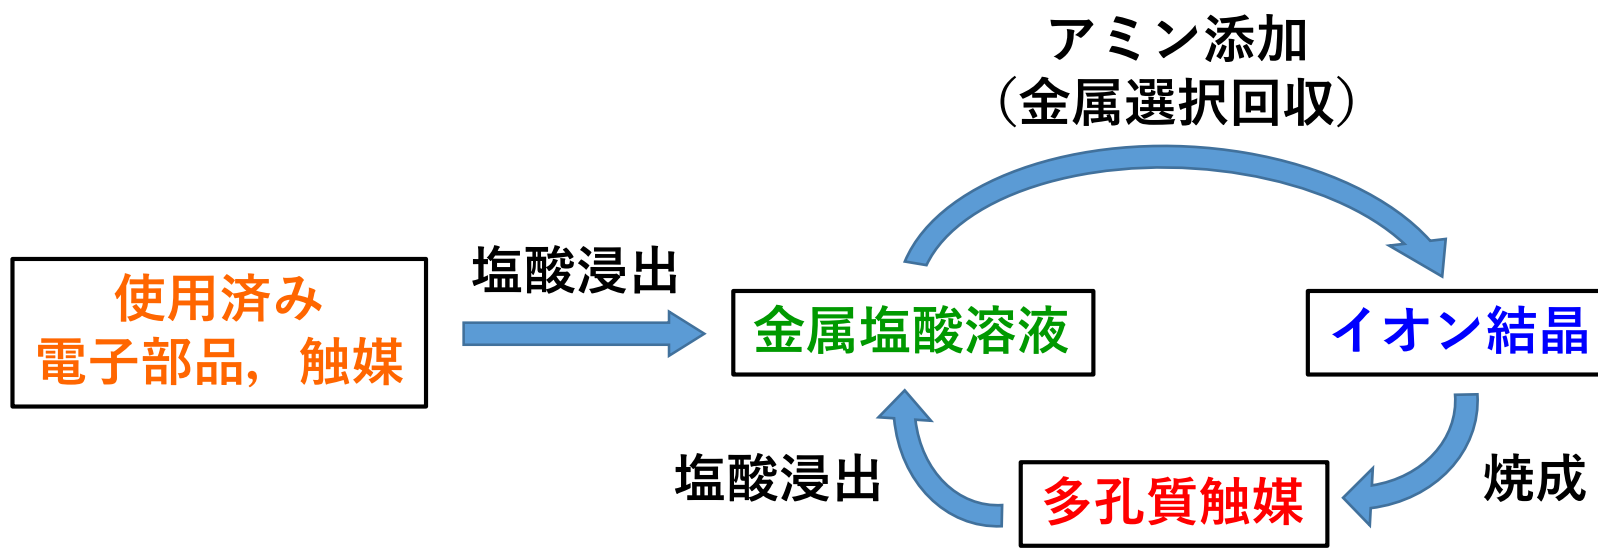 アミン添加
（金属選択回収）
塩酸浸出
使用済み
電子部品，触媒
金属塩酸溶液
イオン結晶
塩酸浸出
多孔質触媒
焼成